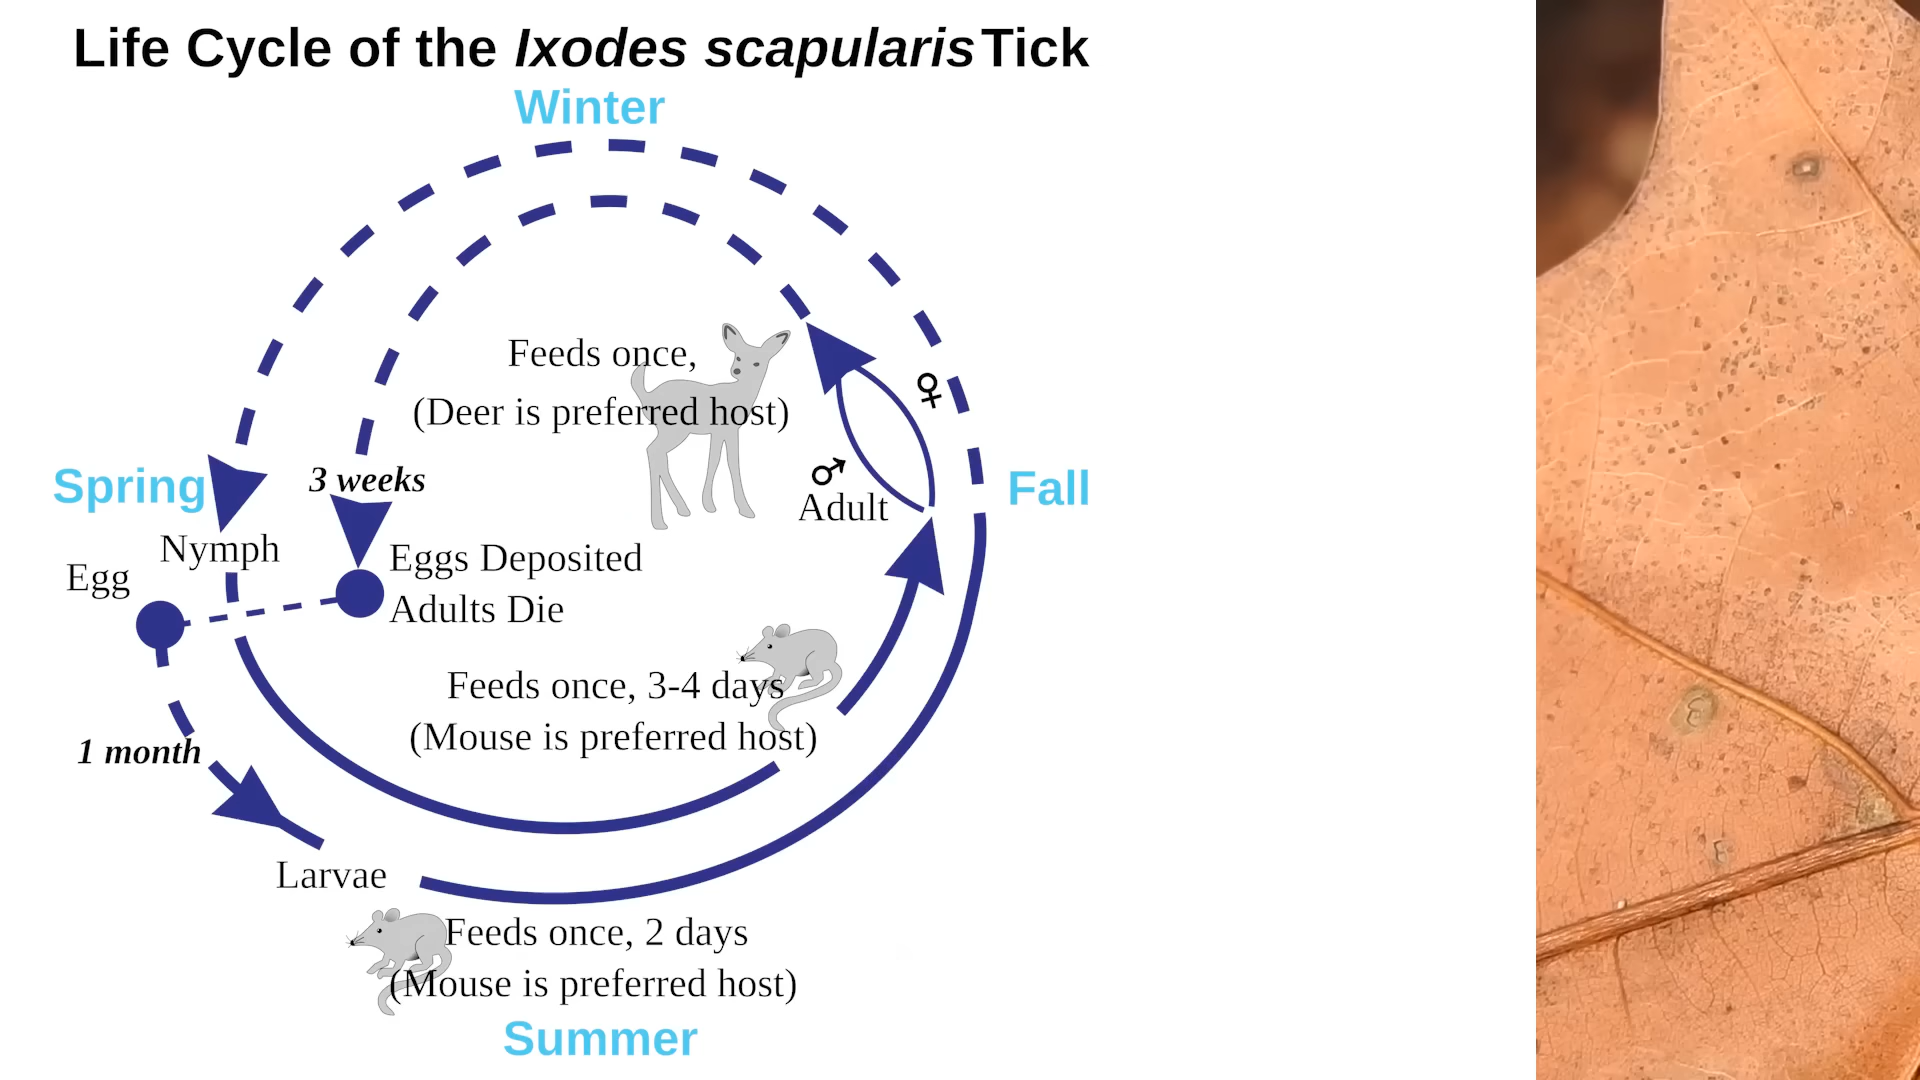 Life Cycle of the Ixodes scapularis Tick
Winter
Feeds once,
(Deer is preferred host)
♀
Spring
3 weeks
♂
Adult
Fall
Nymph
Egg
Eggs Deposited
Adults Die
Feeds once, 3-4 days
(Mouse is preferred host)
1 month
Larvae
Feeds once, 2 days
(Mouse is preferred host)
Summer